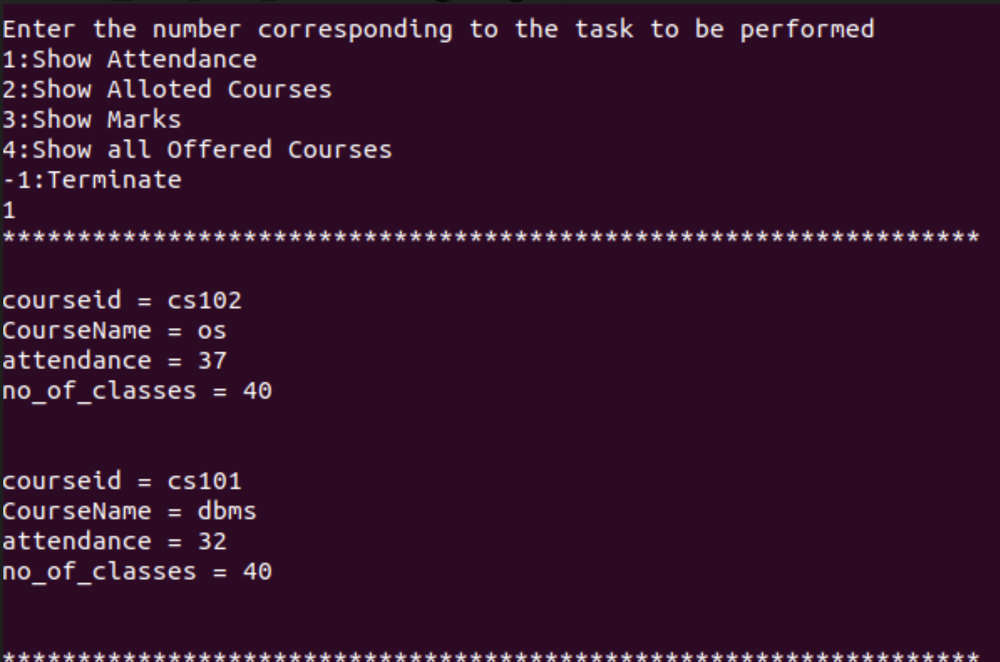 Enter the number corresponding to the task to be performed
1:Show Attendance
2:Show Alloted Courses
3:Show Marks
4:Show all Offered Courses
-1:Terminate
1
*****************************************************************
courseid = cs102
CourseName = os
attendance = 37
no_of_classes = 40
courseid = cs101
CourseName = dbms
attendance = 32
no_of_classes = 40
*****************************************************************